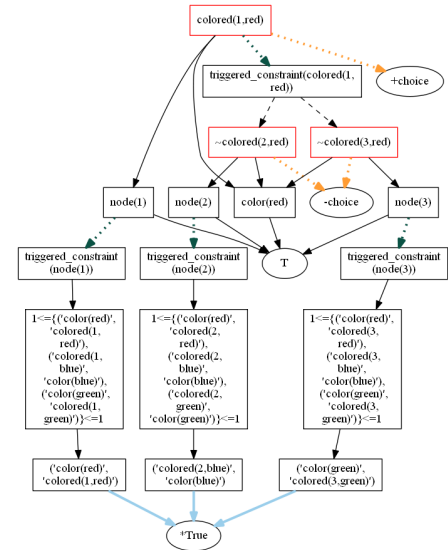 colored(1,red)
triggered_constraint(colored(1,
red))
+choice
~colored(2,red)
~colored(3,red)
node(1)
node(2)
color(red)
-choice
node(3)
triggered_constraint
(node(1))
triggered_constraint
(node(2))
T
triggered_constraint
(node(3))
1<={('color(red)',
'colored(1,
red)'),
('colored(1,
blue)',
'color(blue)'),
('color(green)',
'colored(1,
green)')}<=1
1<={('color(red)',
'colored(2,
red)'),
('colored(2,
blue)',
'color(blue)'),
('colored(2,
green)',
'color(green)')}<=1
1<={('color(red)',
'colored(3,
red)'),
('colored(3,
blue)',
'color(blue)'),
('color(green)',
'colored(3,
green)')}<=1
('color(red)',
'colored(1,red)')
('colored(2,blue)',
'color(blue)')
('color(green)',
'colored(3,green)')
*True